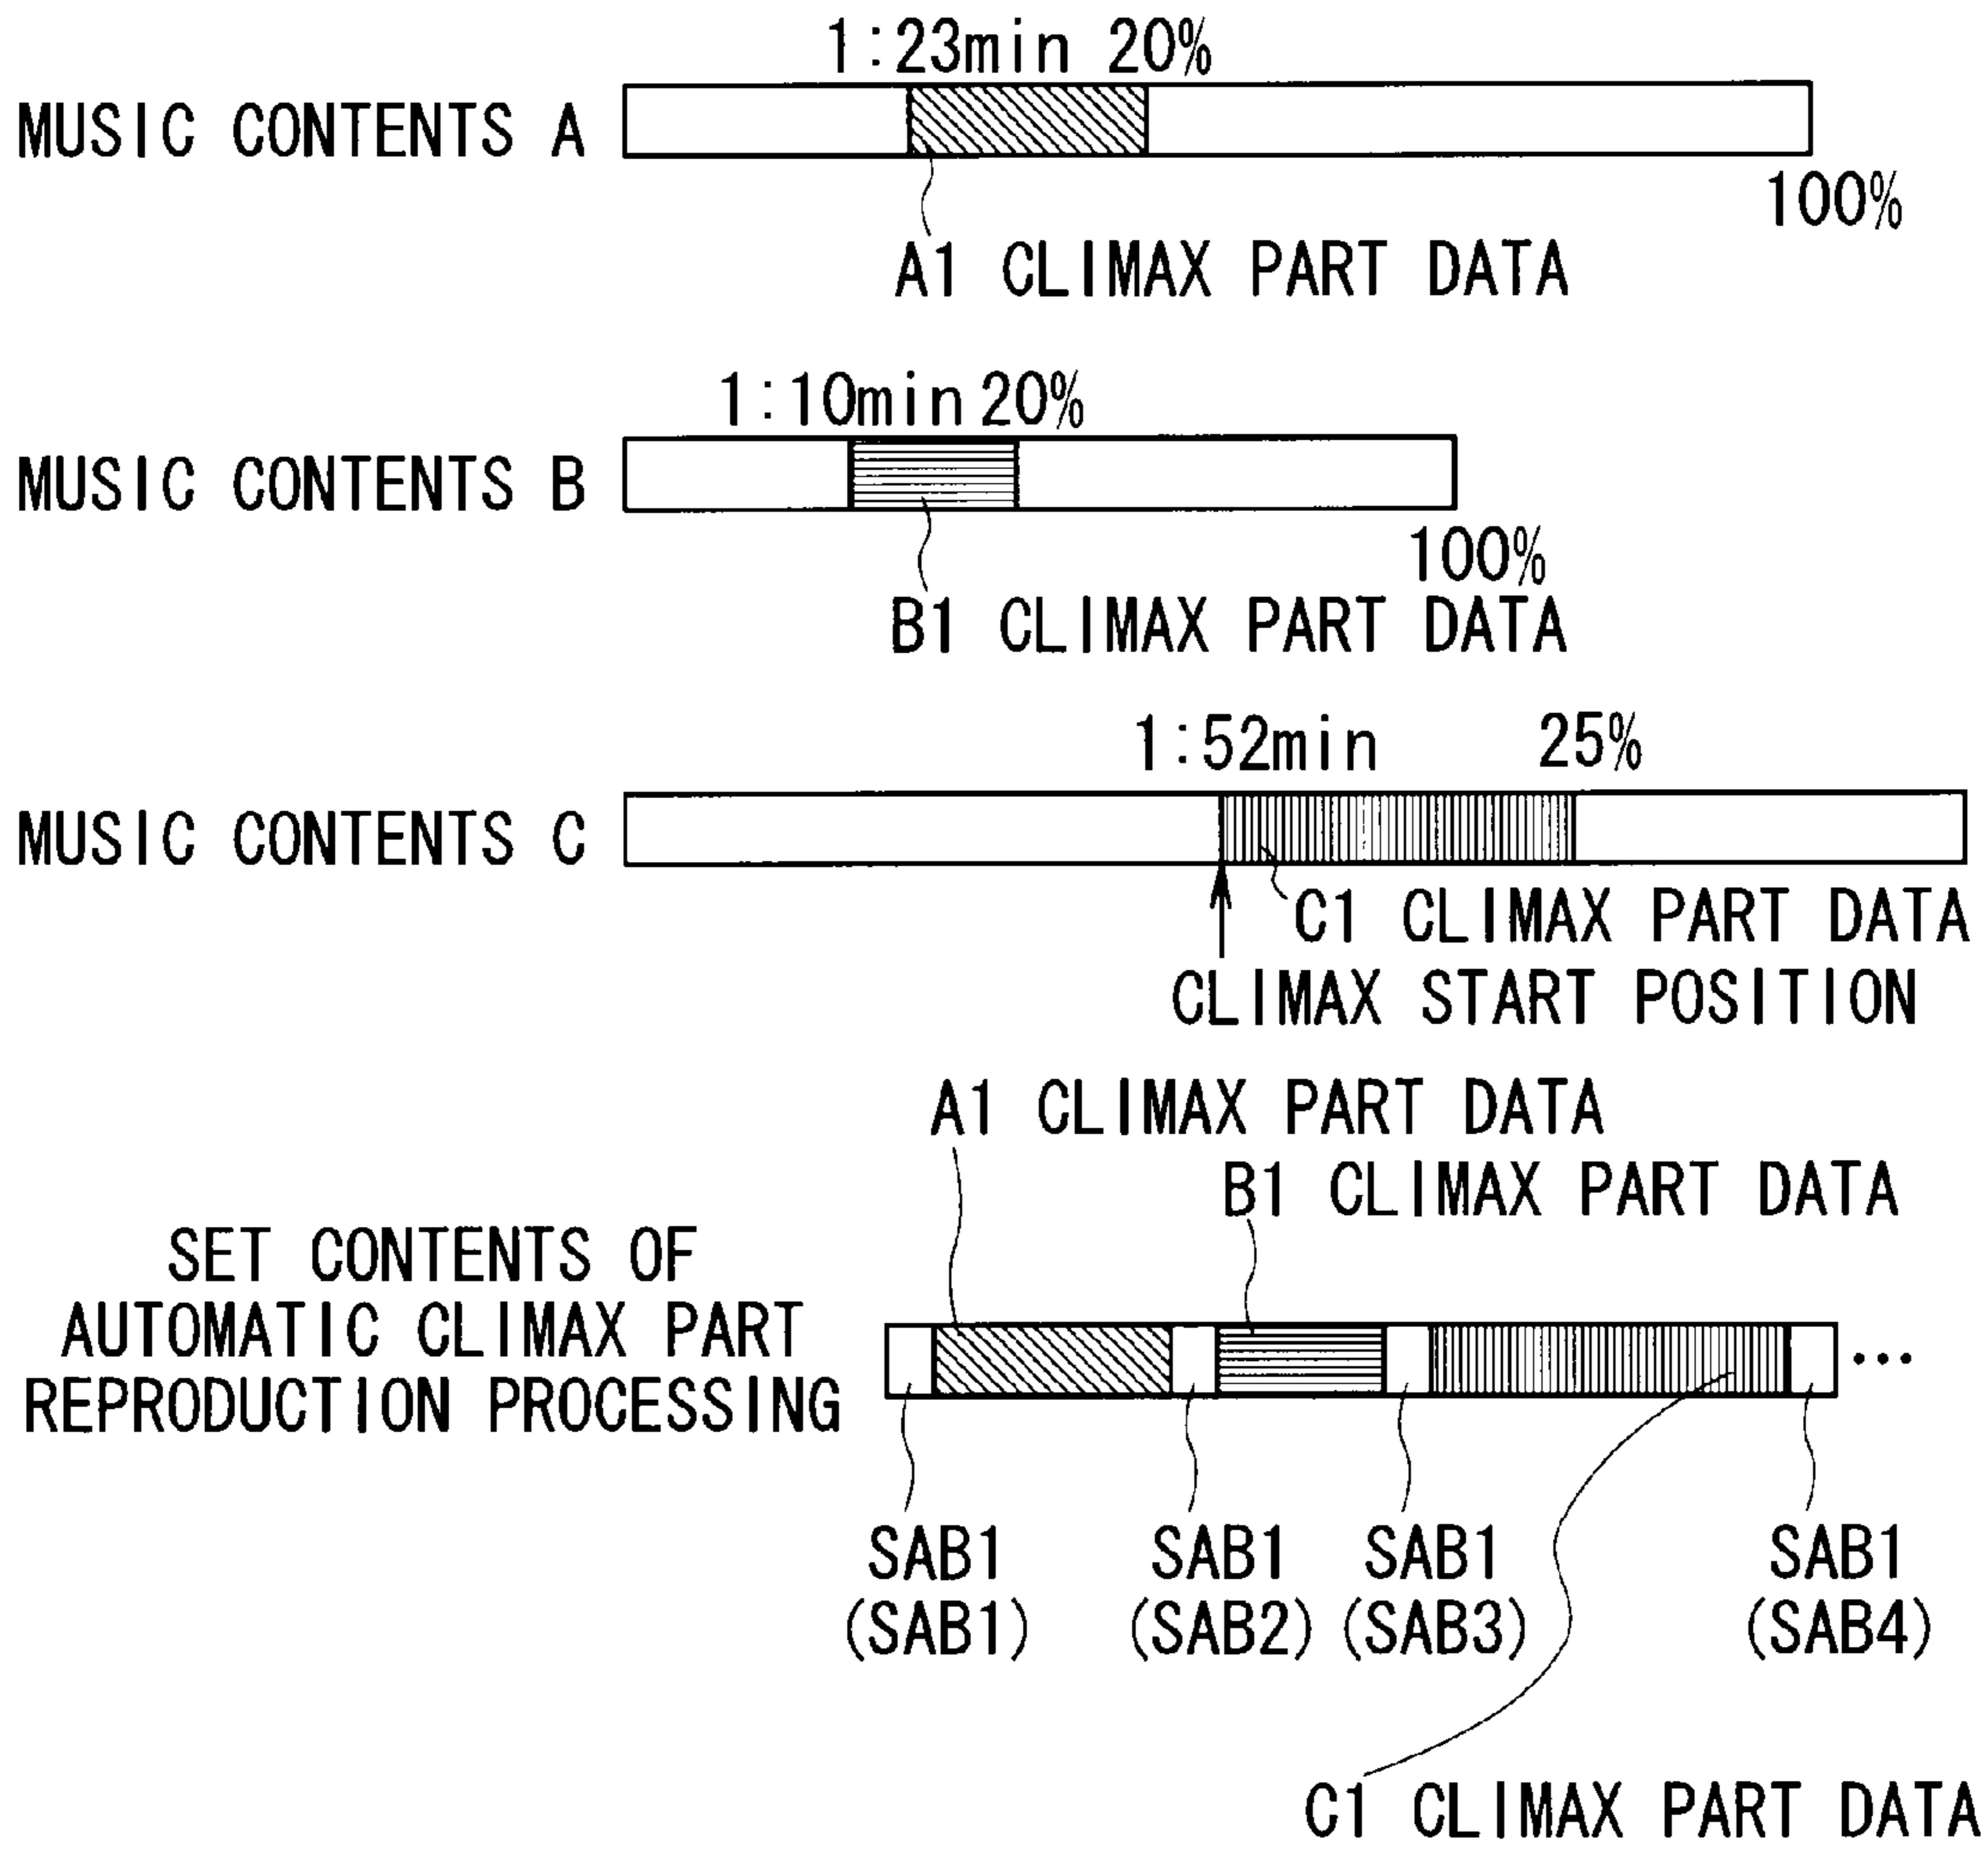 1:23min 20%
MUSIC CONTENTS A
100%
A1 CLIMAX PART DATA
1:10min 20%
MUSIC CONTENTS B
100%
B1 CLIMAX PART DATA
1:52min 25%
MUSIC CONTENTS C
C1 CLIMAX PART DATA
CLIMAX START POSITION
A1 CLIMAX PART DATA
B1 CLIMAX PART DATA
SET CONTENTS OF
AUTOMATIC CLIMAX PART
REPRODUCTION PROCESSING
...
SAB1 SAB1 SAB1 SAB1
(SAB1) (SAB2) (SAB3) (SAB4)
C1 CLIMAX PART DATA